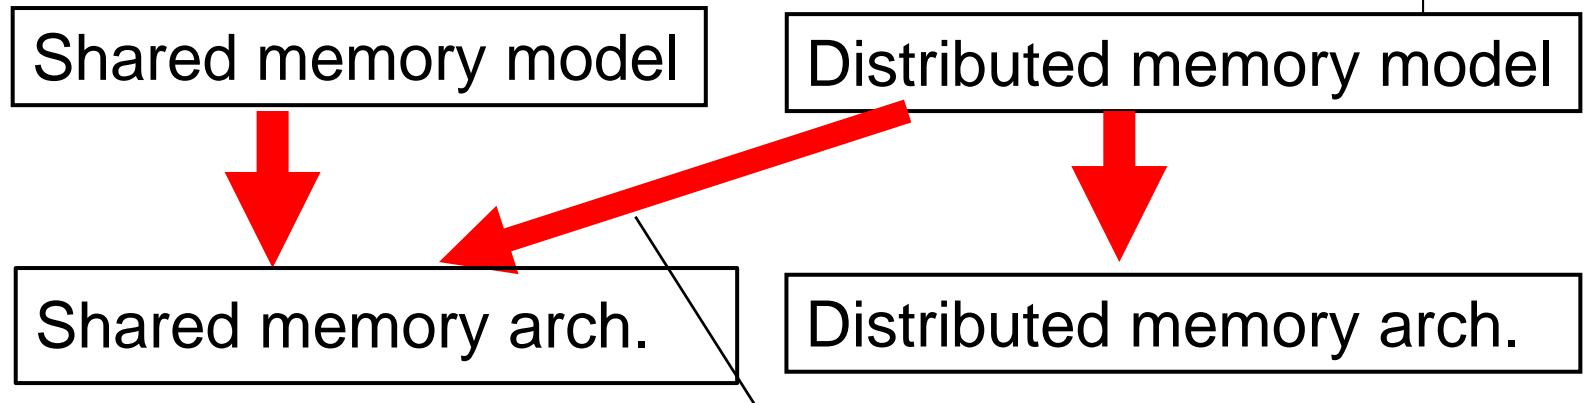 Shared memory model
Distributed memory model
Shared memory arch.
Distributed memory arch.